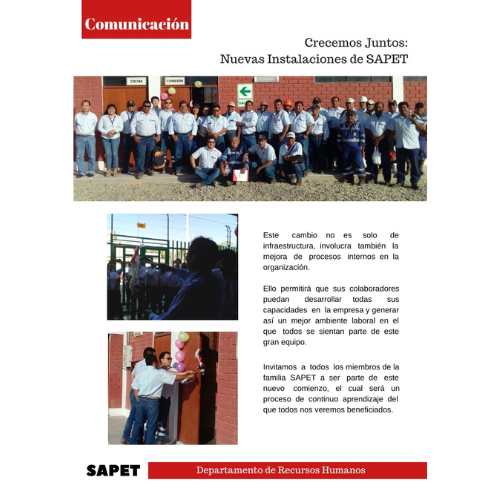 Comunicación
Crecemos Juntos:
Nuevas Instalaciones de SAPET
COCINA
COMEDOR
Este cambio no es solo de
infraestructura, involucra también la
mejora de procesos internos en la
organización.
Ello permitirá que sus colaboradores
puedan desarrollar todas sus
capacidades en la empresa y generar
así un mejor ambiente laboral en el
que todos se sientan parte de este
gran equipo.
Invitamos a todos los miembros de la
familia SAPET a ser parte de este
nuevo comienzo, el cual será un
proceso de continuo aprendizaje del
que todos nos veremos beneficiados.
SAPET
Departamento de Recursos Humanos